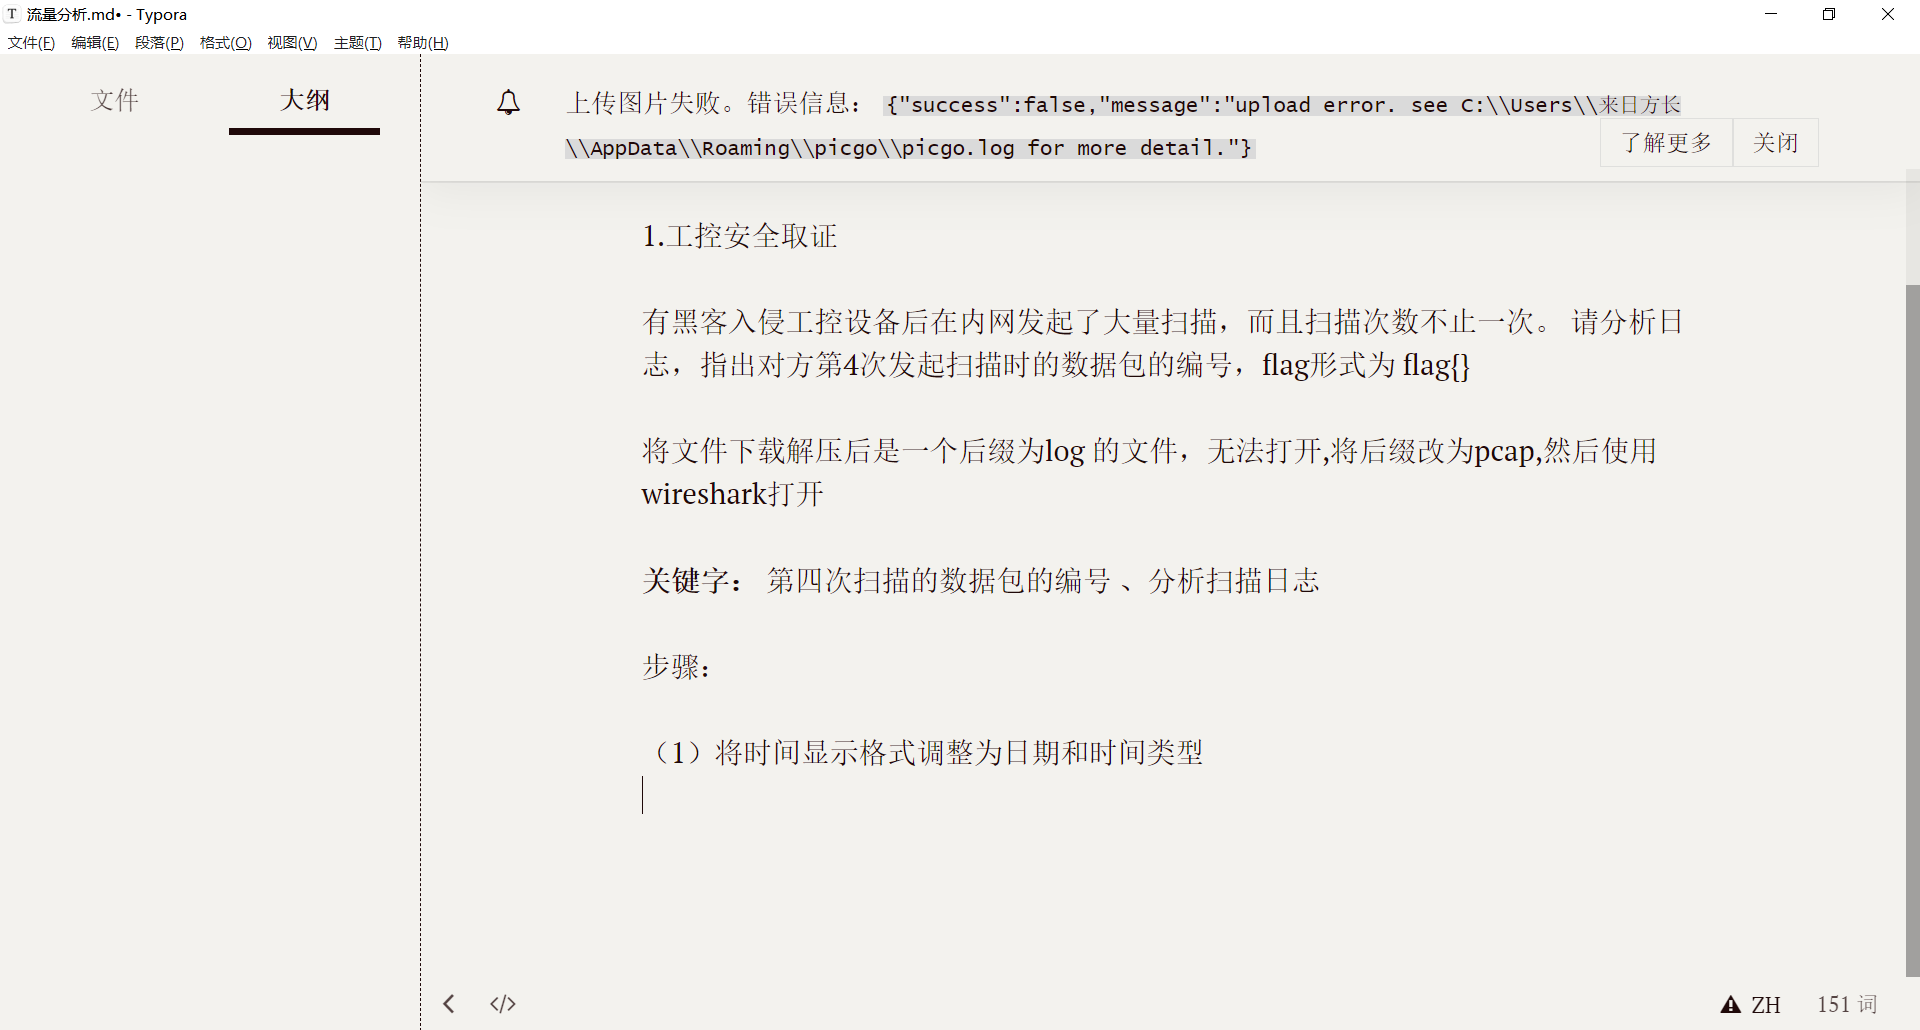 流量分析.md• - Typora
文件(F) 编辑(E) 段落(P) 格式(O) 视图(V) 主题(T) 帮助(H)
文件 大纲
上传图片失败。错误信息： {"success":false,"message":"upload error. see C:\\Users\\来日方长
\\AppData\\Roaming\\picgo\\picgo.log for more detail."}
了解更多 关闭
1.工控安全取证
有黑客入侵工控设备后在内网发起了大量扫描，而且扫描次数不止一次。 请分析日
志，指出对方第4次发起扫描时的数据包的编号，flag形式为 flag{}
将文件下载解压后是一个后缀为log 的文件，无法打开,将后缀改为pcap,然后使用
wireshark打开
关键字： 第四次扫描的数据包的编号 、分析扫描日志
步骤：
（1）将时间显示格式调整为日期和时间类型
</> ZH 151 词